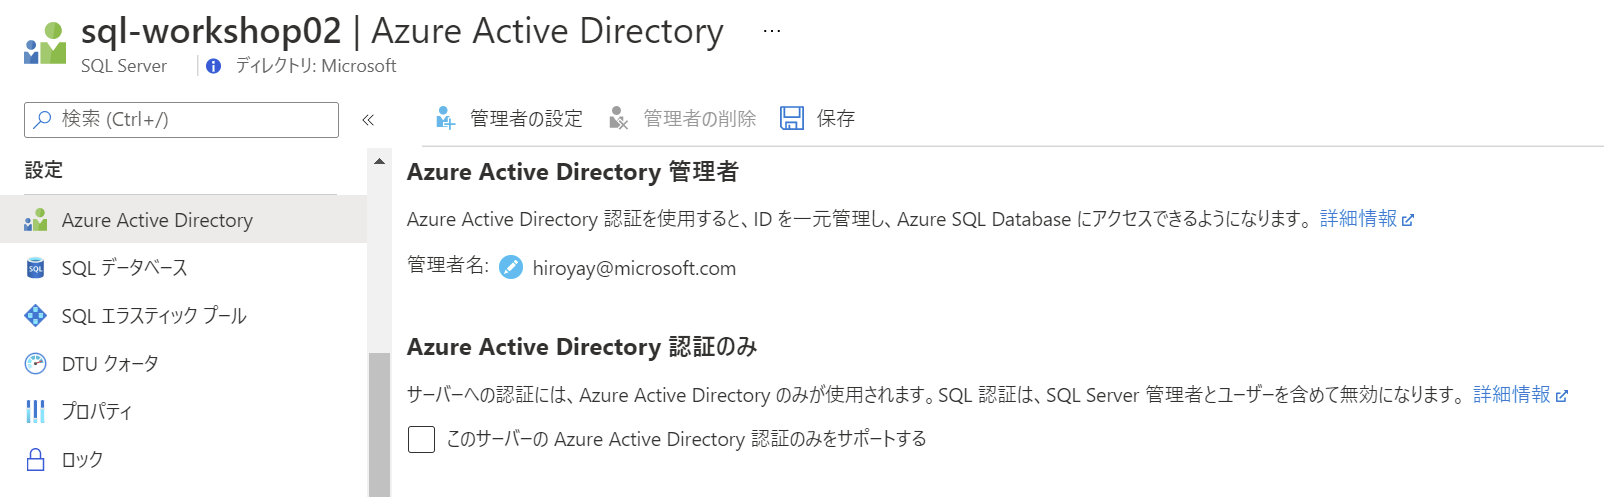 sql-workshop02 | Azure Active Directory ...
SQL Server
ディレクトリ: Microsoft
検索 (Ctrl+/)
«
設定
Azure Active Directory
SQL データベース
SQL エラスティック プール
DTU クォータ
プロパティ
ロック
管理者の設定
管理者の削除
保存
Azure Active Directory 管理者
Azure Active Directory 認証を使用すると、ID を一元管理し、Azure SQL Database にアクセスできるようになります。 詳細情報
管理者名: hiroyay@microsoft.com
Azure Active Directory 認証のみ
サーバーへの認証には、Azure Active Directory のみが使用されます。SQL 認証は、SQL Server 管理者とユーザーを含めて無効になります。 詳細情報
このサーバーの Azure Active Directory 認証のみをサポートする